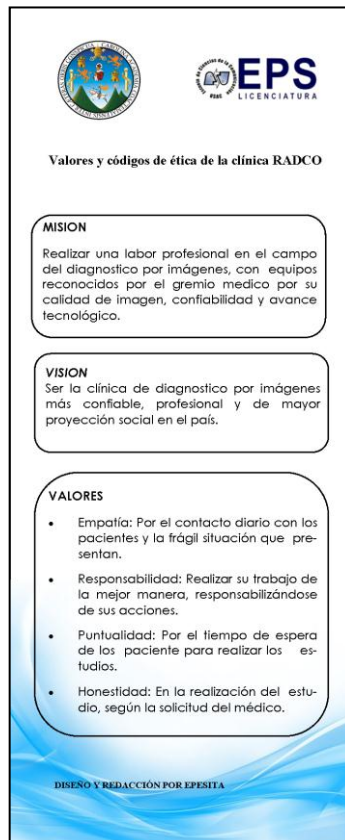 EPS
LICENCIATURA
Valores y códigos de ética de la clínica RADCO
MISION
Realizar una labor profesional en el campo
del diagnostico por imágenes, con equipos
reconocidos por el gremio medico por su
calidad de imagen, confiabilidad y avance
tecnológico.
VISION
Ser la clínica de diagnostico por imágenes
más confiable, profesional y de mayor
proyección social en el país.
VALORES
• Empatía: Por el contacto diario con los
pacientes y la frágil situación que pre-
sentan.
• Responsabilidad: Realizar su trabajo de
la mejor manera, responsabilizándose
de sus acciones.
• Puntualidad: Por el tiempo de espera
de los paciente para realizar los es-
tudios.
• Honestidad: En la realización del estu-
dio, según la solicitud del médico.
DISEÑO Y REDACCIÓN POR EPESITA